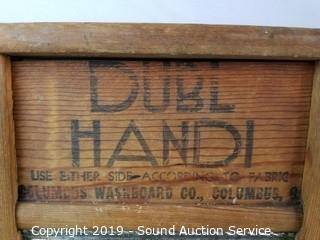 DUBL
HANDI
USE EITHER SIDE ACCORDING TO FABRIC
COLUMBUS WASHBOARD CO., COLUMBUS, O
Copyright 2019 - Sound Auction Service